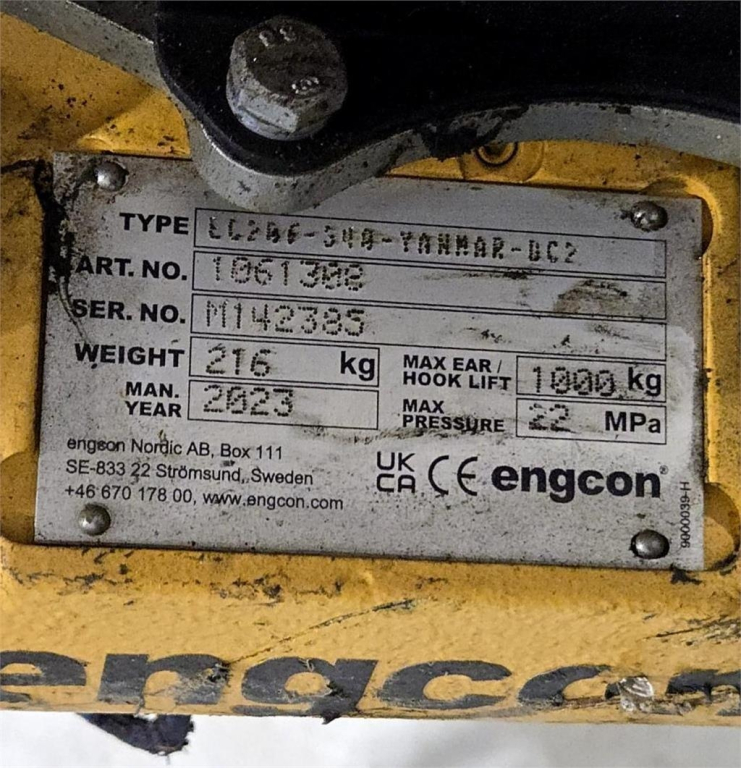 TYPE EC206-S40-YANMAR-DC2
ART. NO. 1061308
SER. NO. M142385
WEIGHT 216 kg
MAX EAR / HOOK LIFT 1000 kg
MAN. YEAR 2023
MAX PRESSURE 22 MPa
engcon Nordic AB, Box 111
SE-833 22 Strömsund, Sweden
+46 670 178 00, www.engcon.com
UK CA CE engcon®
9000039-H
engcon